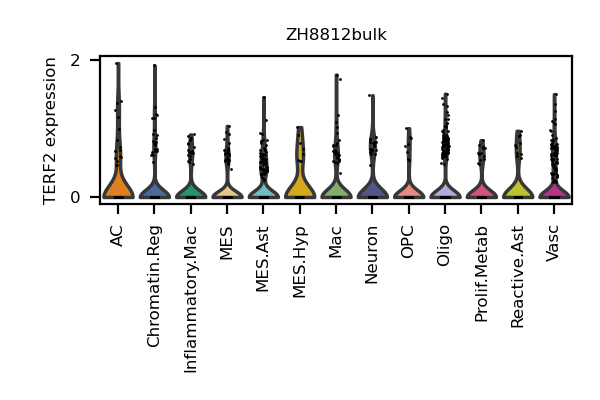 ZH8812bulk
TERF2 expression
2
0
AC
Chromatin.Reg
Inflammatory.Mac
MES
MES.Ast
MES.Hyp
Mac
Neuron
OPC
Oligo
Prolif.Metab
Reactive.Ast
Vasc